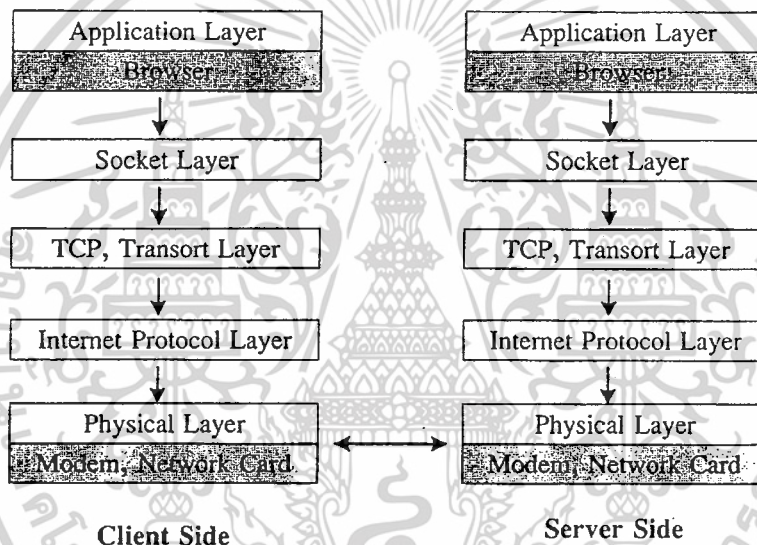 Application Layer
Browser
Socket Layer
TCP, Transort Layer
Internet Protocol Layer
Physical Layer
Modem, Network Card
Client Side
Application Layer
Browser
Socket Layer
TCP, Transort Layer
Internet Protocol Layer
Physical Layer
Modem, Network Card
Server Side